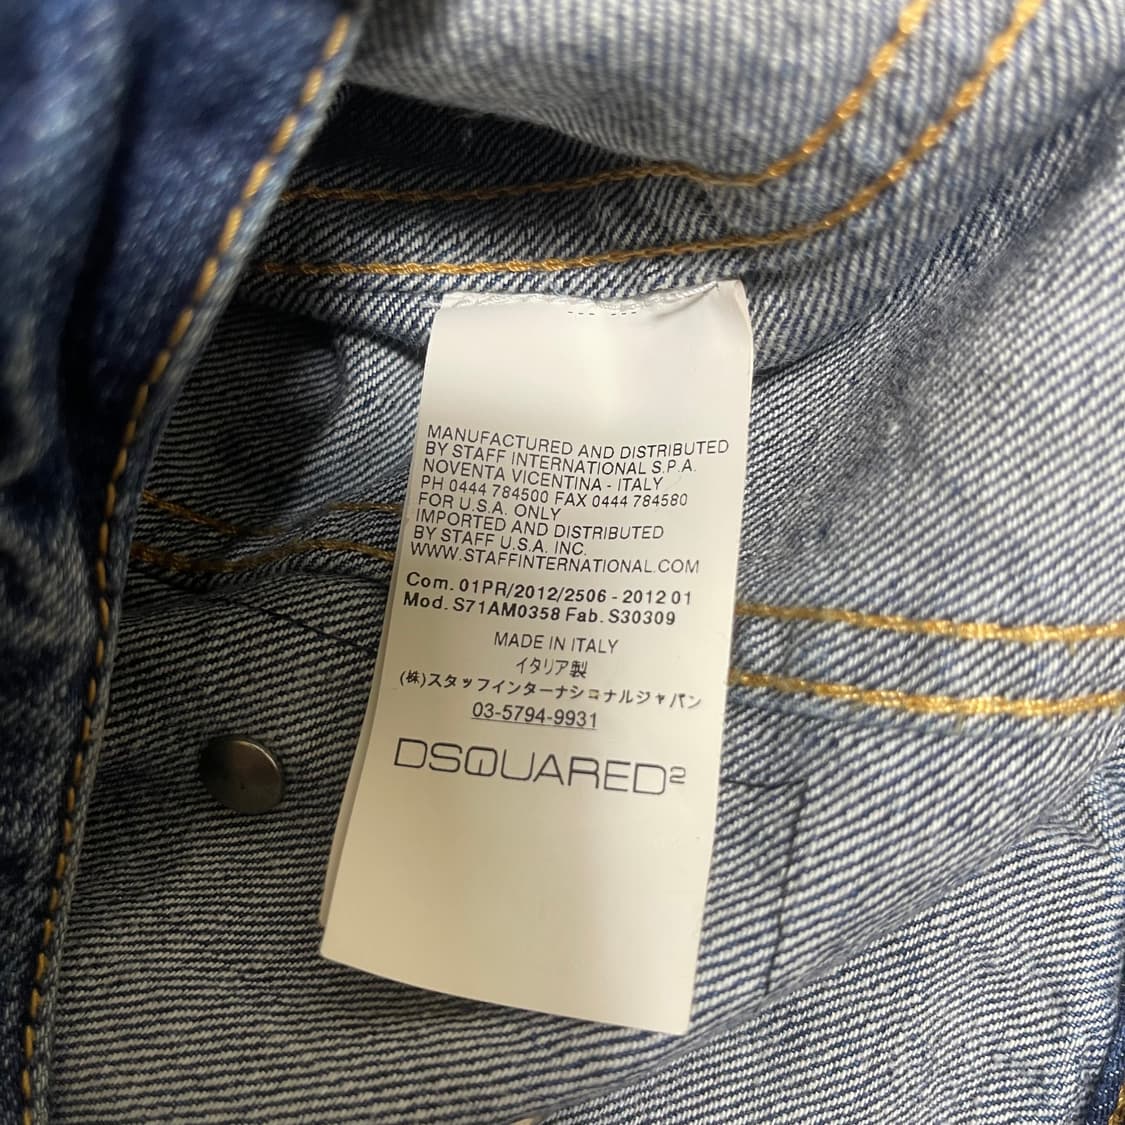 MANUFACTURED AND DISTRIBUTED
BY STAFF INTERNATIONAL S.P.A.
NOVENTA VICENTINA - ITALY
PH 0444 784500 FAX 0444 784580
FOR U.S.A. ONLY
IMPORTED AND DISTRIBUTED
BY STAFF U.S.A. INC.
WWW.STAFFINTERNATIONAL.COM
Com. 01PR/2012/2506 - 2012 01
Mod. S71AM0358 Fab. S30309
MADE IN ITALY
イタリア製
(株)スタッフインターナショナルジャパン
03-5794-9931
DSQUARED²